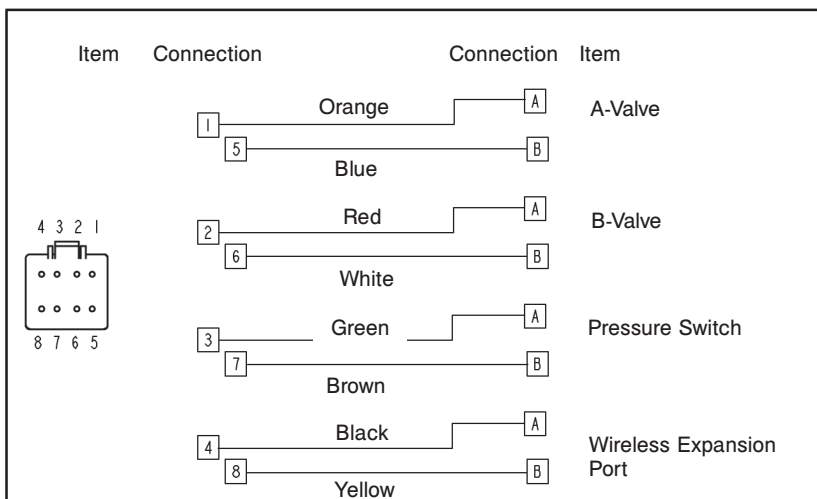 Item Connection Connection Item
Orange A A-Valve
1
5 B
Blue
Red A B-Valve
2
6 B
White
4 3 2 1
8 7 6 5
Green A Pressure Switch
3
7 B
Brown
Black A
4
Wireless Expansion
8 B Port
Yellow